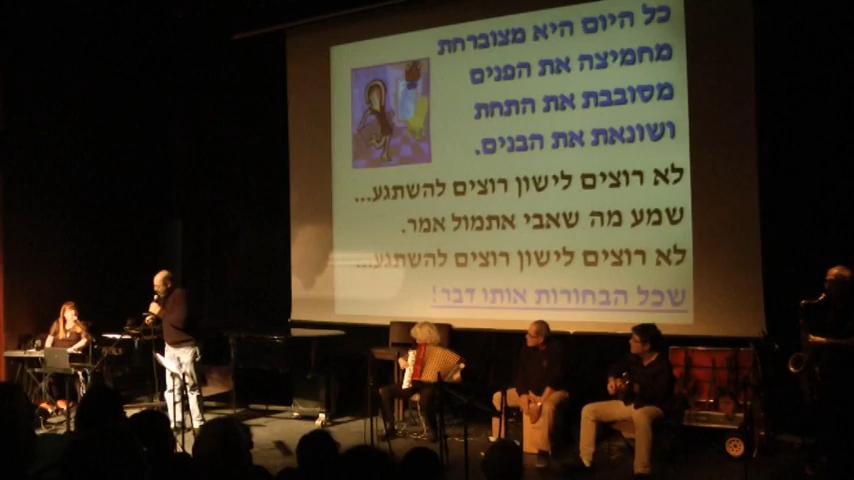 כל היום היא מצוברחת
מחמיצה את הפנים
מסובבת את התחת
ושונאת את הבנים.
לא רוצים לישון רוצים להשתגע...
שמע מה שאבי אתמול אמר.
לא רוצים לישון רוצים להשתגע...
שכל הבחורות אותו דבר!